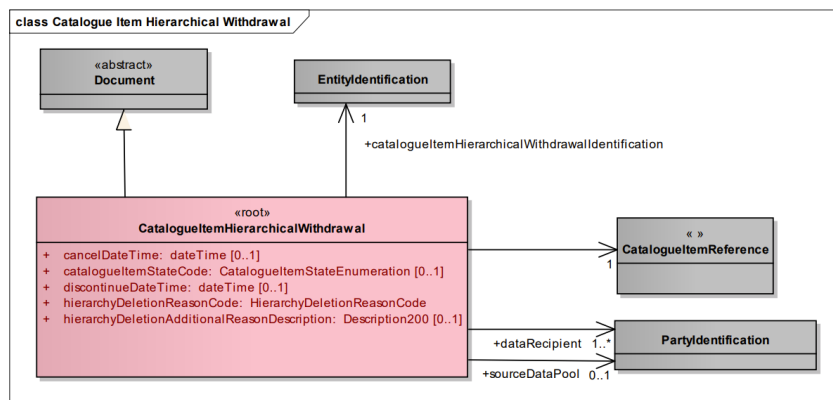 class Catalogue Item Hierarchical Withdrawal
«abstract»
Document
EntityIdentification
1
+catalogueItemHierarchicalWithdrawalIdentification
«root»
CatalogueItemHierarchicalWithdrawal
+ cancelDateTime: dateTime [0..1]
+ catalogueItemStateCode: CatalogueItemStateEnumeration [0..1]
+ discontinueDateTime: dateTime [0..1]
+ hierarchyDeletionReasonCode: HierarchyDeletionReasonCode
+ hierarchyDeletionAdditionalReasonDescription: Description200 [0..1]
« »
CatalogueItemReference
1
+dataRecipient 1..*
PartyIdentification
+sourceDataPool 0..1